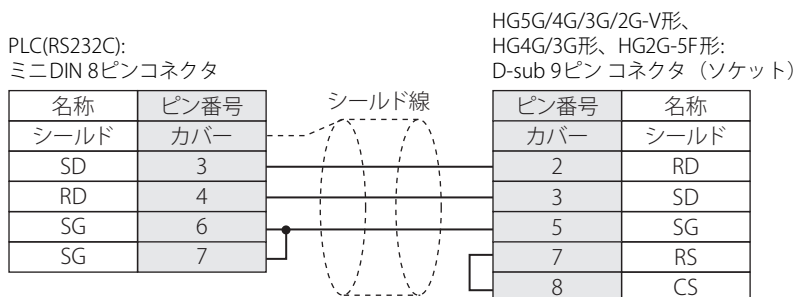 HG5G/4G/3G/2G-V形、
PLC(RS232C):
HG4G/3G形、HG2G-5F形:
ミニDIN 8ピンコネクタ
D-sub 9ピン コネクタ（ソケット）
名称 ピン番号 シールド線 ピン番号 名称
シールド カバー カバー シールド
SD 3 2 RD
RD 4 3 SD
SG 6 5 SG
SG 7 7 RS
8 CS